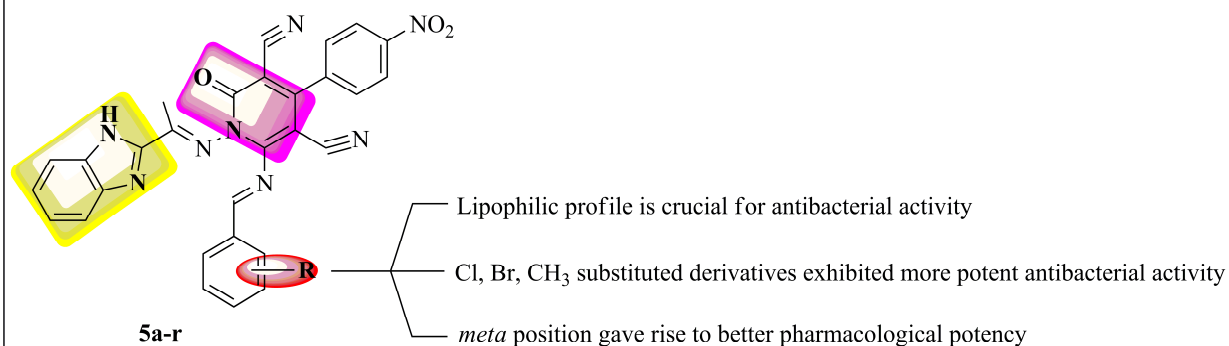 N
NO₂
O
H
N
N
N
N
N
N
Lipophilic profile is crucial for antibacterial activity
R
Cl, Br, CH₃ substituted derivatives exhibited more potent antibacterial activity
5a-r
meta position gave rise to better pharmacological potency